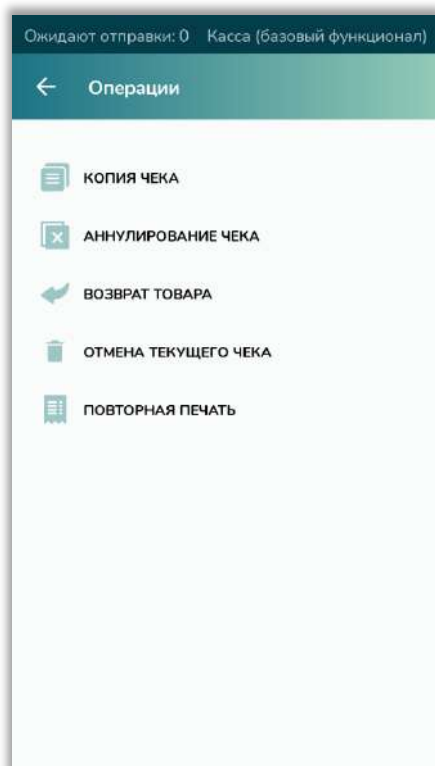 Ожидают отправки: 0 Касса (базовый функционал)
Операции
КОПИЯ ЧЕКА
АННУЛИРОВАНИЕ ЧЕКА
ВОЗВРАТ ТОВАРА
ОТМЕНА ТЕКУЩЕГО ЧЕКА
ПОВТОРНАЯ ПЕЧАТЬ